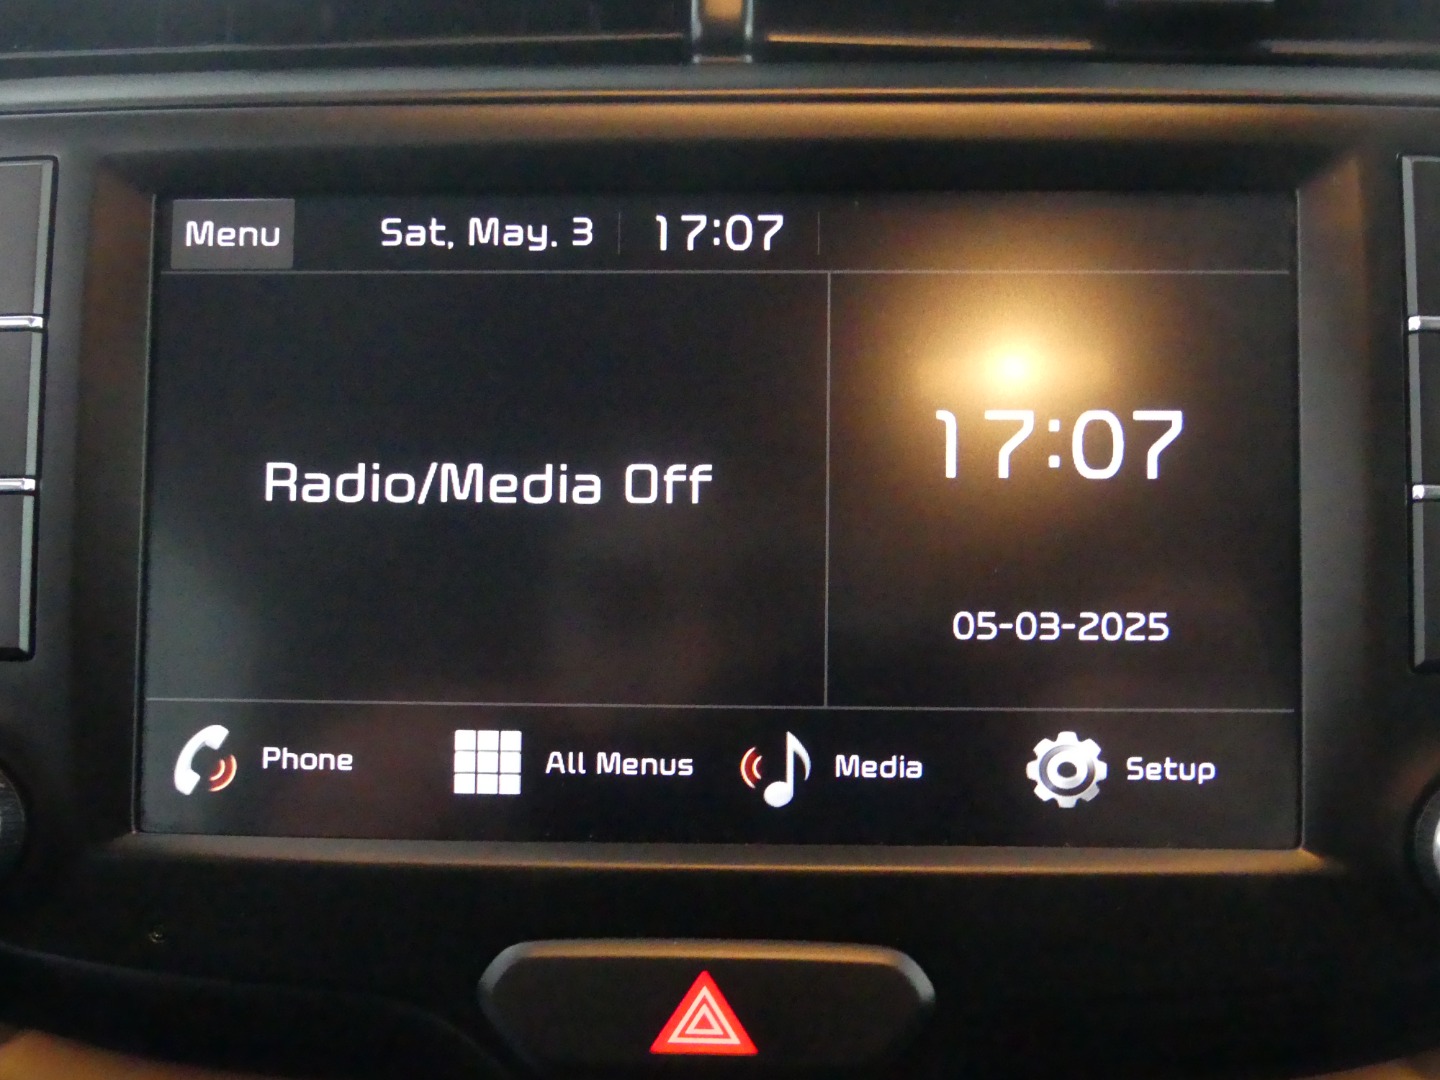 Menu
Sat, May. 3
17:07
Radio/Media Off
17:07
05-03-2025
Phone
All Menus
Media
Setup